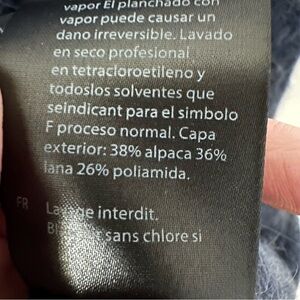 vapor El planchado con
vapor puede causar un
dano irreversible. Lavado
en seco profesional
en tetracloroetileno y
todoslos solventes que
seindicant para el simbolo
F proceso normal. Capa
exterior: 38% alpaca 36%
lana 26% poliamida.
FR
Lavage interdit.
sans chlore si